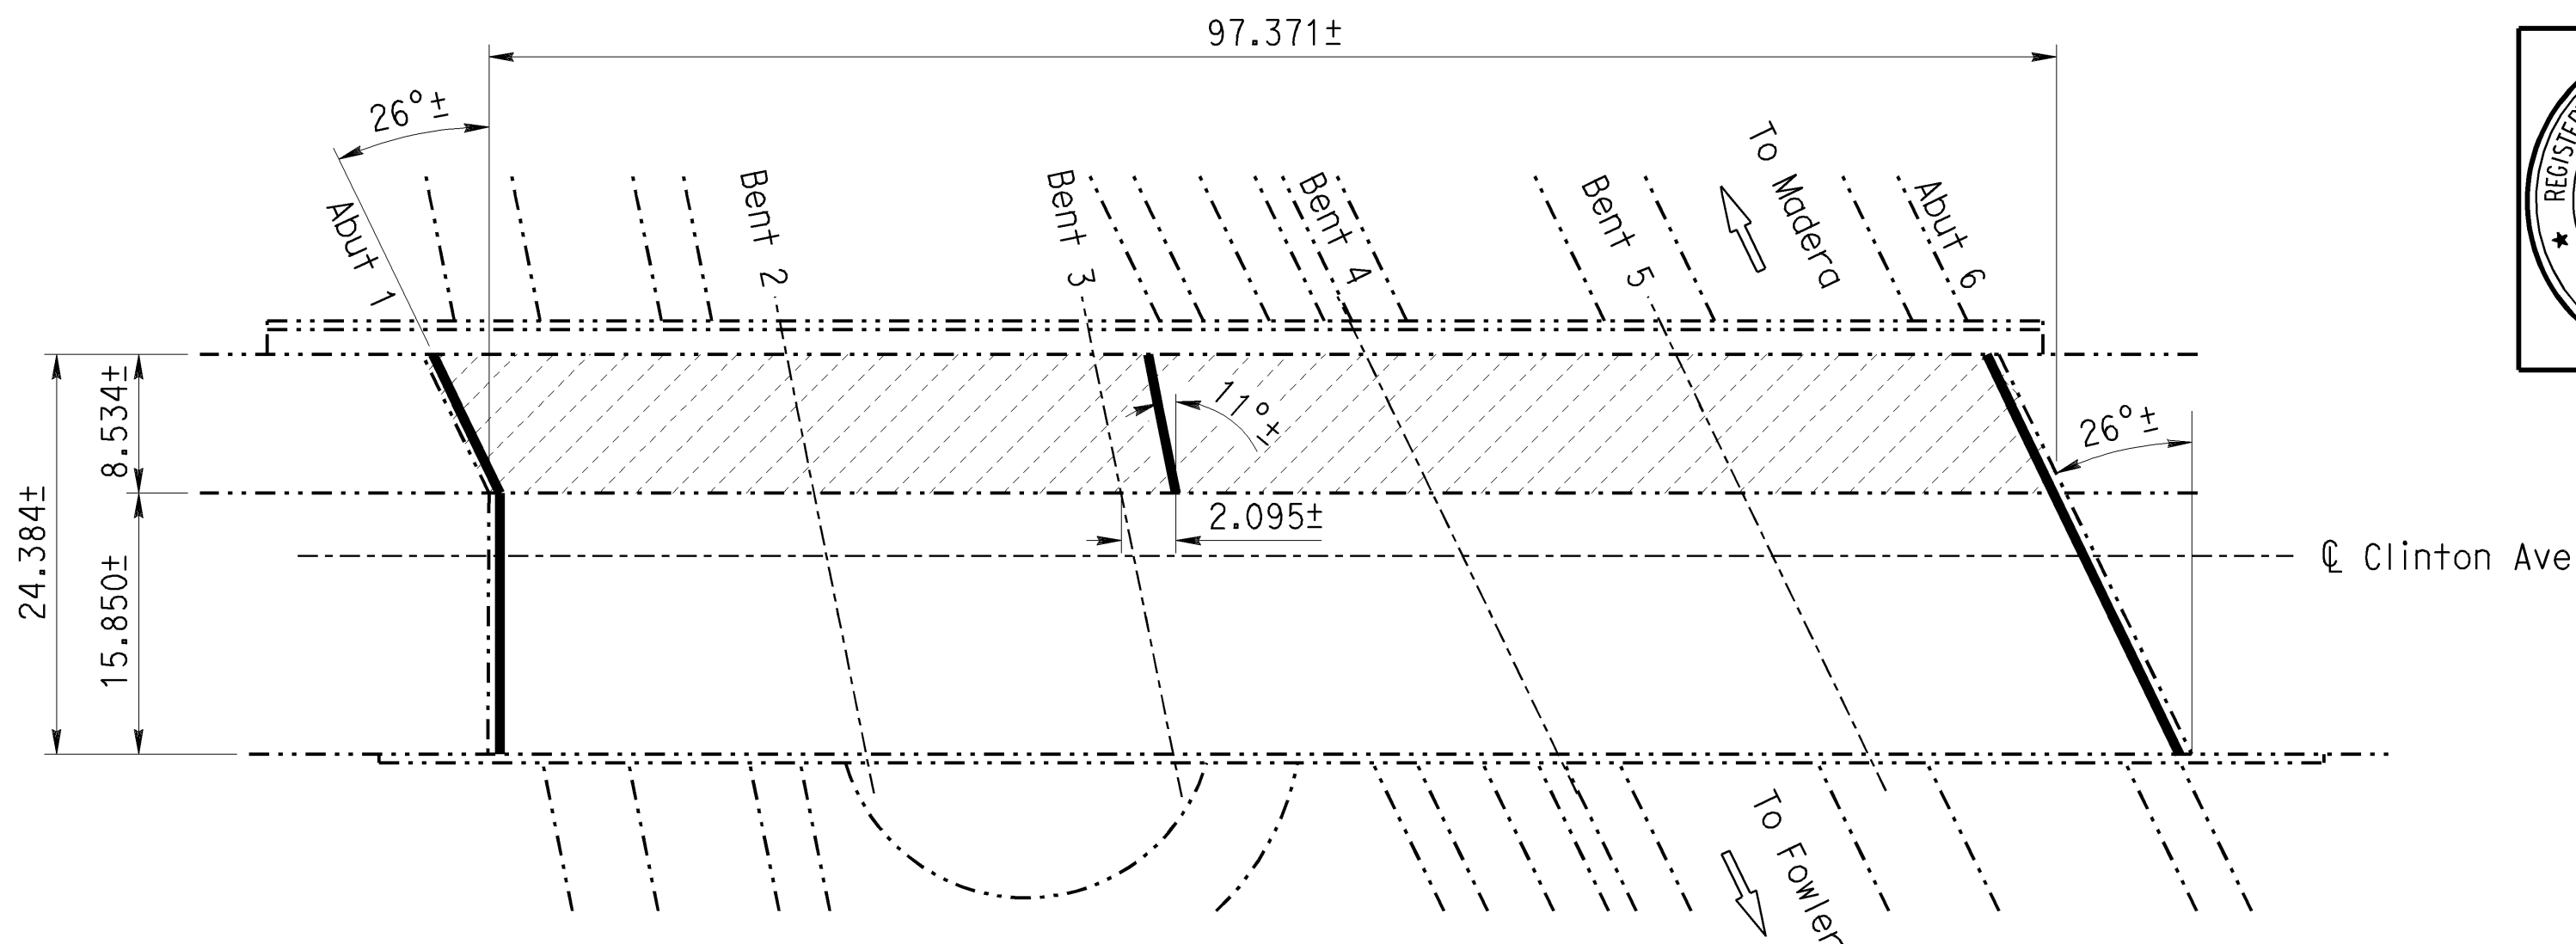 97.371±
26°±
Abut 1
Bent 2
Bent 3
Bent 4
Bent 5
To Madera
Abut 6
REGISTERED
24.384±
8.534±
15.850±
11°±
2.095±
26°±
℄ Clinton Ave
To Fowler